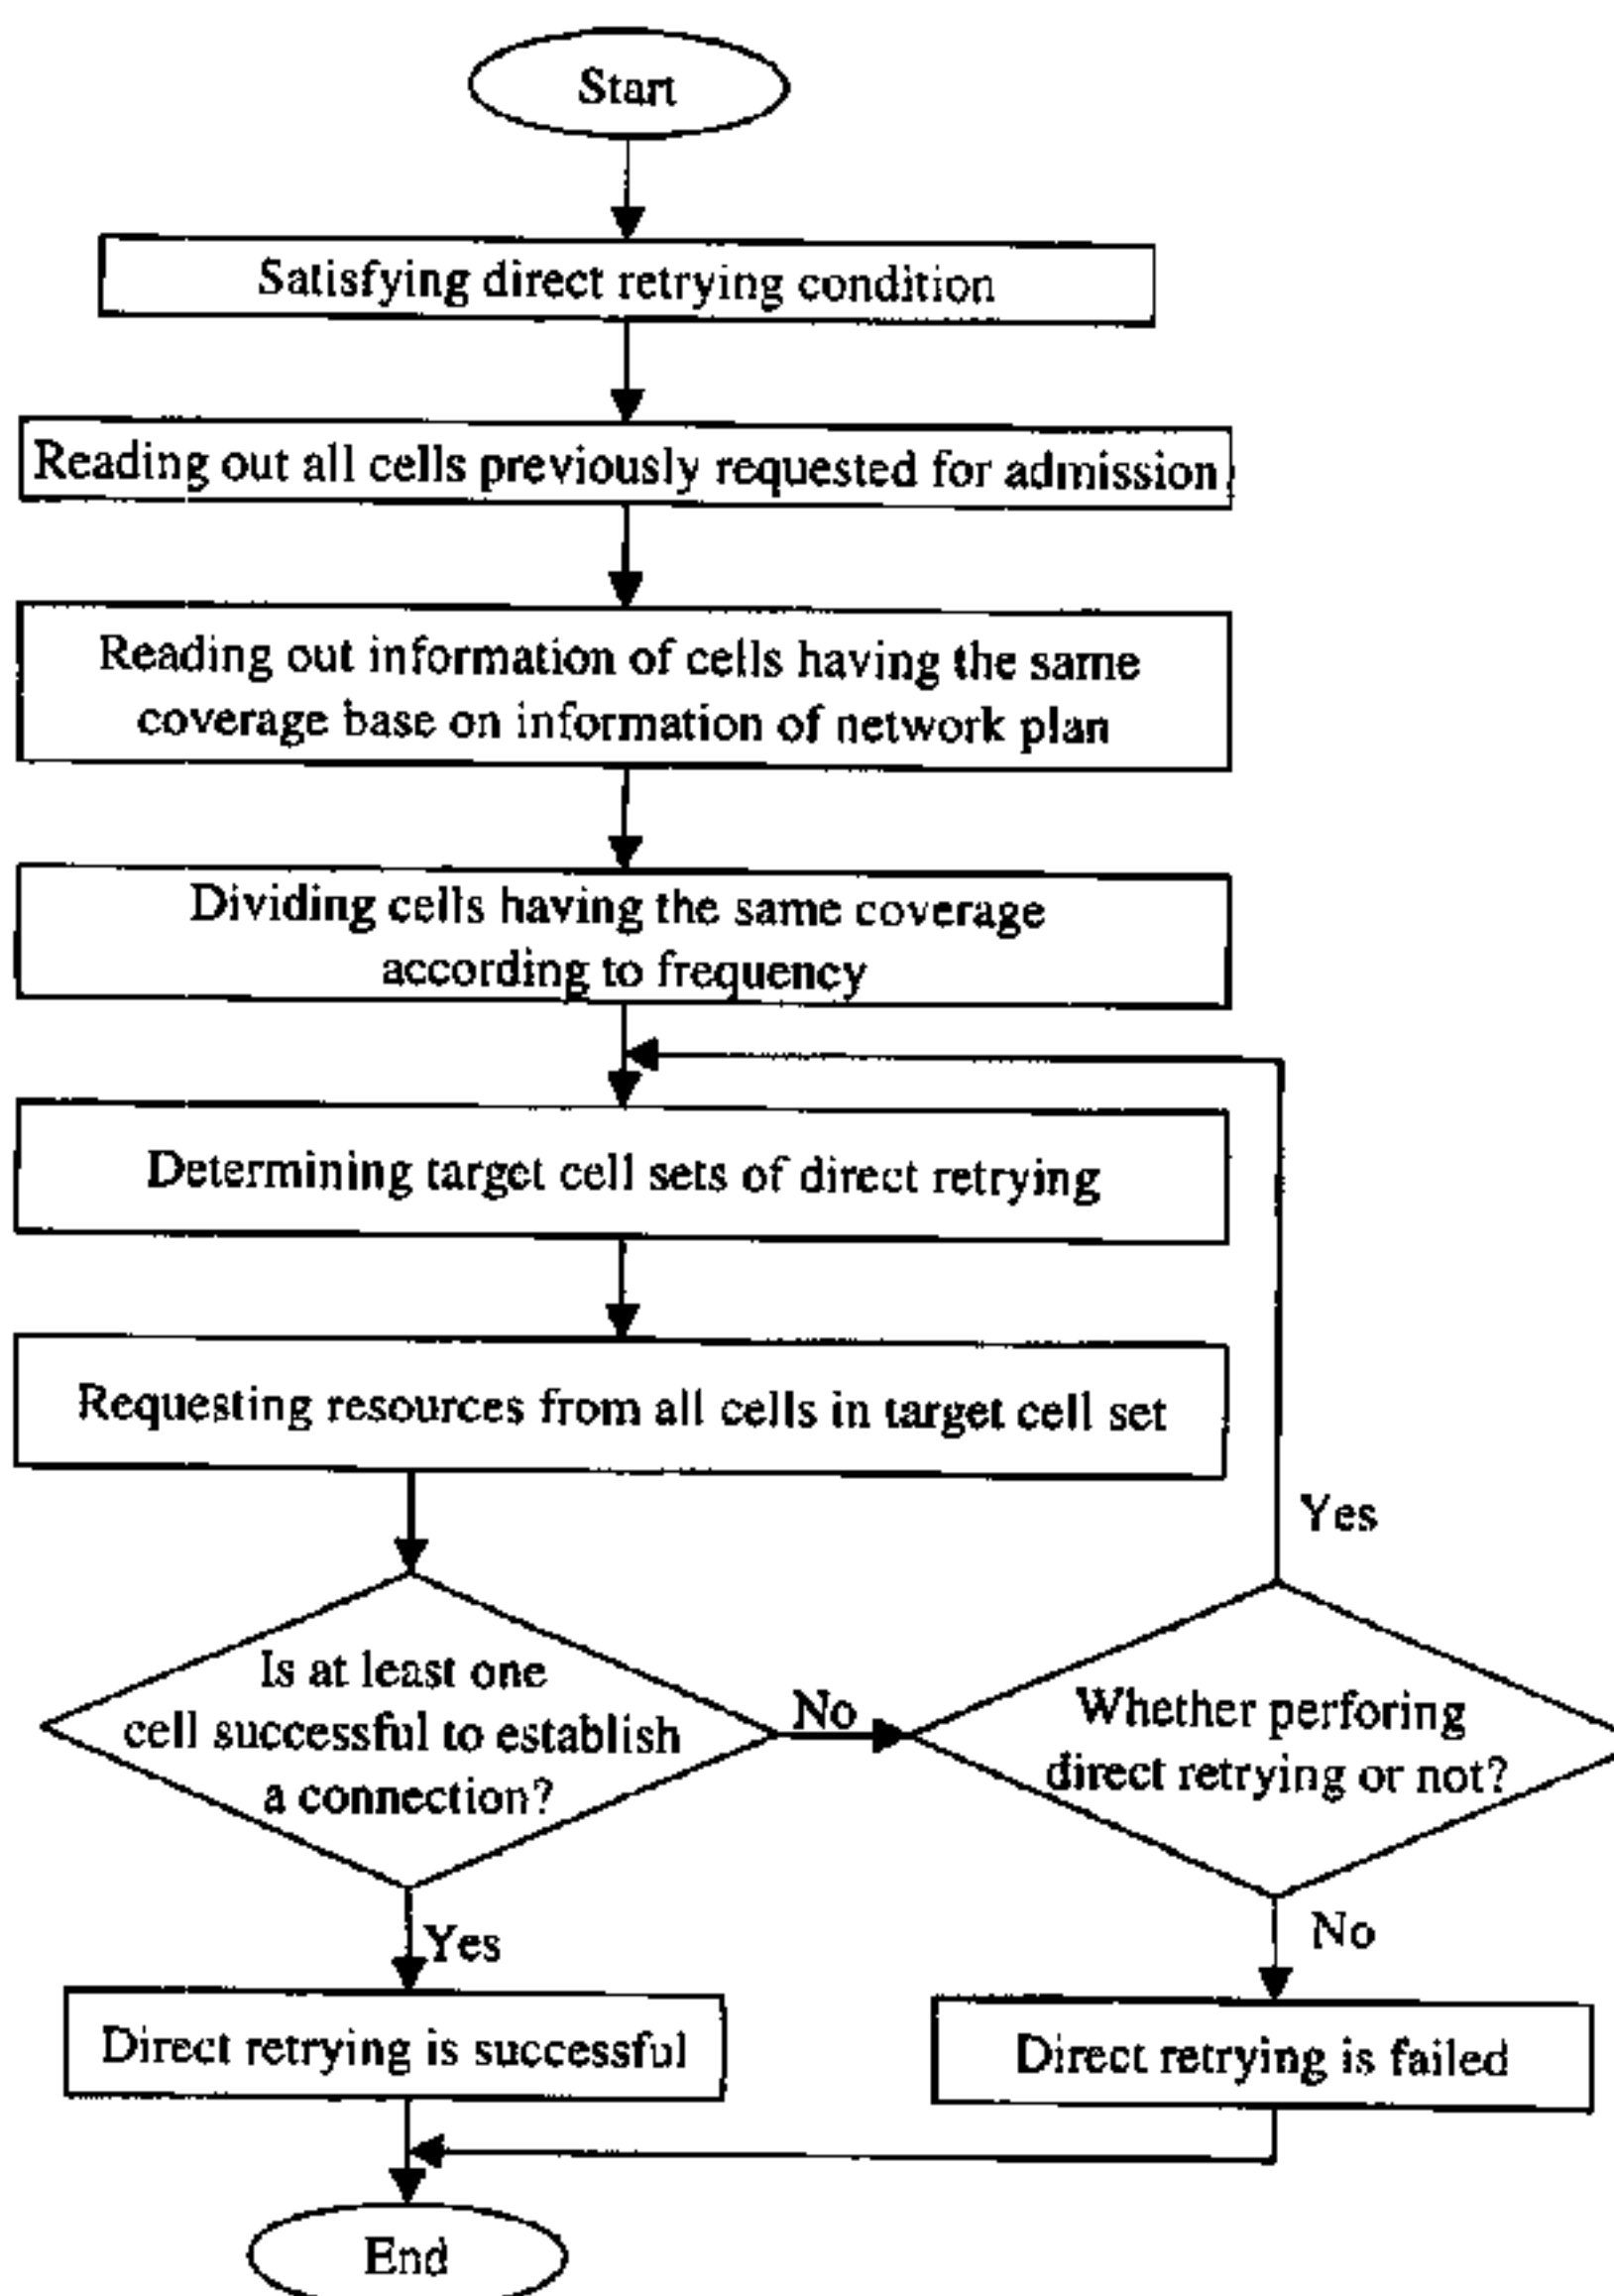 Start
Satisfying direct retrying condition
Reading out all cells previously requested for admission
Reading out information of cells having the same
coverage base on information of network plan
Dividing cells having the same coverage
according to frequency
Determining target cell sets of direct retrying
Requesting resources from all cells in target cell set
Yes
Is at least one
cell successful to establish
a connection?
No
Whether perforing
direct retrying or not?
Yes
No
Direct retrying is successful
Direct retrying is failed
End